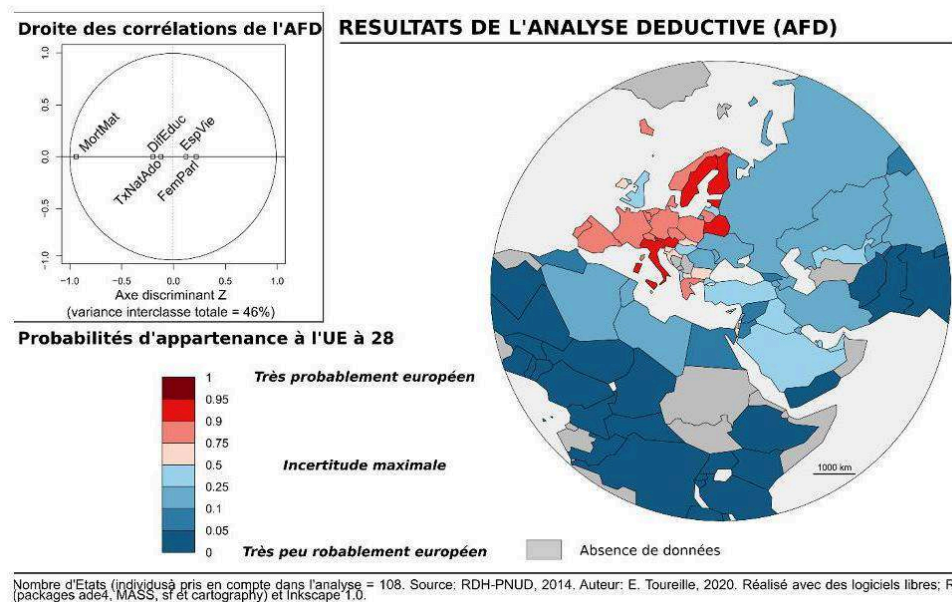 Droite des corrélations de l'AFD
RESULTATS DE L'ANALYSE DEDUCTIVE (AFD)
1.0
0.5
0.0
-0.5
-1.0
MortMat
DifEduc
EspVie
TxNatAdo
FemParl
-1.0 -0.5 0.0 0.5 1.0
Axe discriminant Z
(variance interclasse totale = 46%)
Probabilités d'appartenance à l'UE à 28
1
Très probablement européen
0.95
0.9
0.75
Incertitude maximale
0.5
0.25
0.1
0.05
0
Très peu robablement européen
Absence de données
1000 km
Nombre d'Etats (individusà pris en compte dans l'analyse = 108. Source: RDH-PNUD, 2014. Auteur: E. Toureille, 2020. Réalisé avec des logiciels libres; R
(packages ade4, MASS, sf et cartography) et Inkscape 1.0.